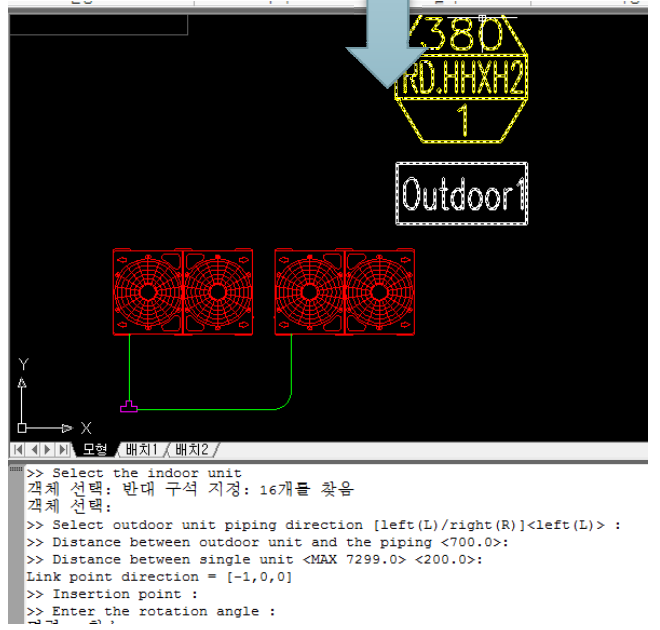 380
RD.HHXH2
1
Outdoor1
Y
X
모형 / 배치1 / 배치2 /
>> Select the indoor unit
객체 선택: 반대 구석 지정: 16개를 찾음
객체 선택:
>> Select outdoor unit piping direction [left(L)/right(R)]<left(L)> :
>> Distance between outdoor unit and the piping <700.0>:
>> Distance between single unit <MAX 7299.0> <200.0>:
Link point direction = [-1,0,0]
>> Insertion point :
>> Enter the rotation angle :